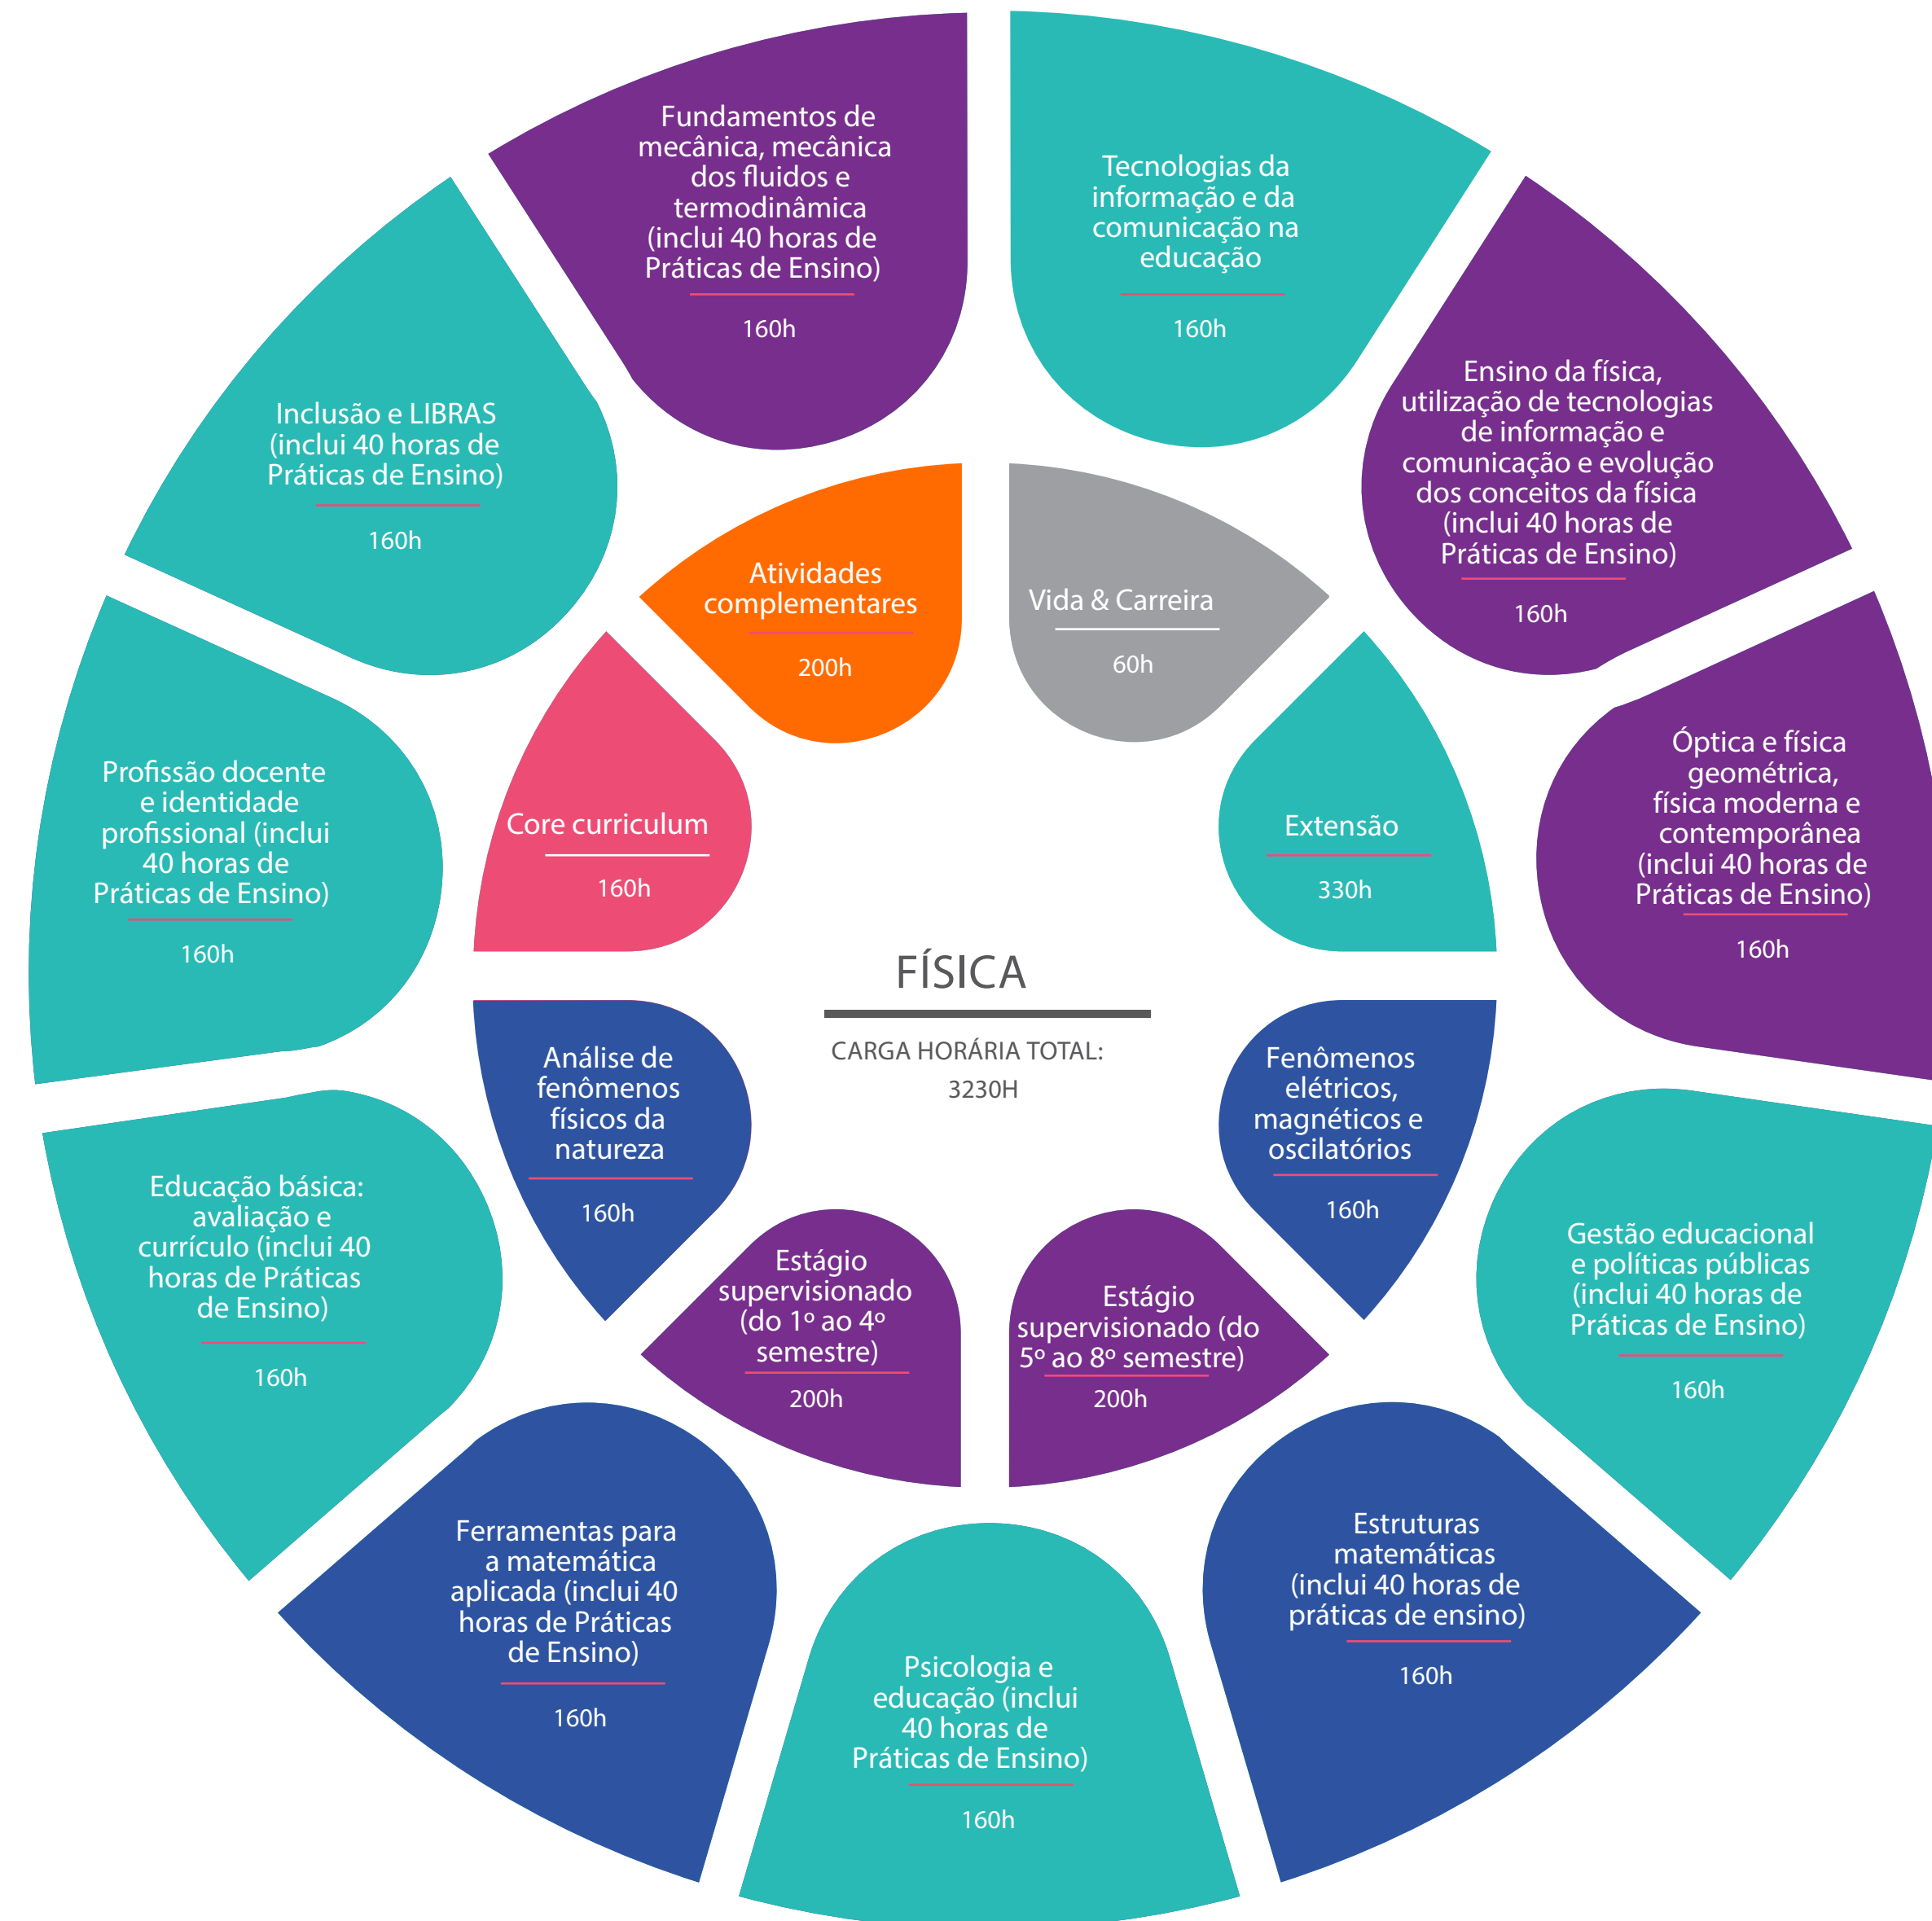 Fundamentos de
mecânica, mecânica
dos fluidos e
termodinâmica
(inclui 40 horas de
Práticas de Ensino)
160h
Tecnologias da
informação e da
comunicação na
educação
160h
Ensino da física,
utilização de tecnologias
de informação e
comunicação e evolução
dos conceitos da física
(inclui 40 horas de
Práticas de Ensino)
160h
Inclusão e LIBRAS
(inclui 40 horas de
Práticas de Ensino)
160h
Atividades
complementares
200h
Vida & Carreira
60h
Óptica e física
geométrica,
física moderna e
contemporânea
(inclui 40 horas de
Práticas de Ensino)
160h
Profissão docente
e identidade
profissional (inclui
40 horas de
Práticas de Ensino)
160h
Core curriculum
160h
Extensão
330h
FÍSICA
CARGA HORÁRIA TOTAL:
3230H
Análise de
fenômenos
físicos da
natureza
160h
Fenômenos
elétricos,
magnéticos e
oscilatórios
160h
Educação básica:
avaliação e
currículo (inclui 40
horas de Práticas
de Ensino)
160h
Estágio
supervisionado
(do 1º ao 4º
semestre)
200h
Estágio
supervisionado (do
5º ao 8º semestre)
200h
Gestão educacional
e políticas públicas
(inclui 40 horas de
Práticas de Ensino)
160h
Ferramentas para
a matemática
aplicada (inclui 40
horas de Práticas
de Ensino)
160h
Psicologia e
educação (inclui
40 horas de
Práticas de Ensino)
160h
Estruturas
matemáticas
(inclui 40 horas de
práticas de ensino)
160h